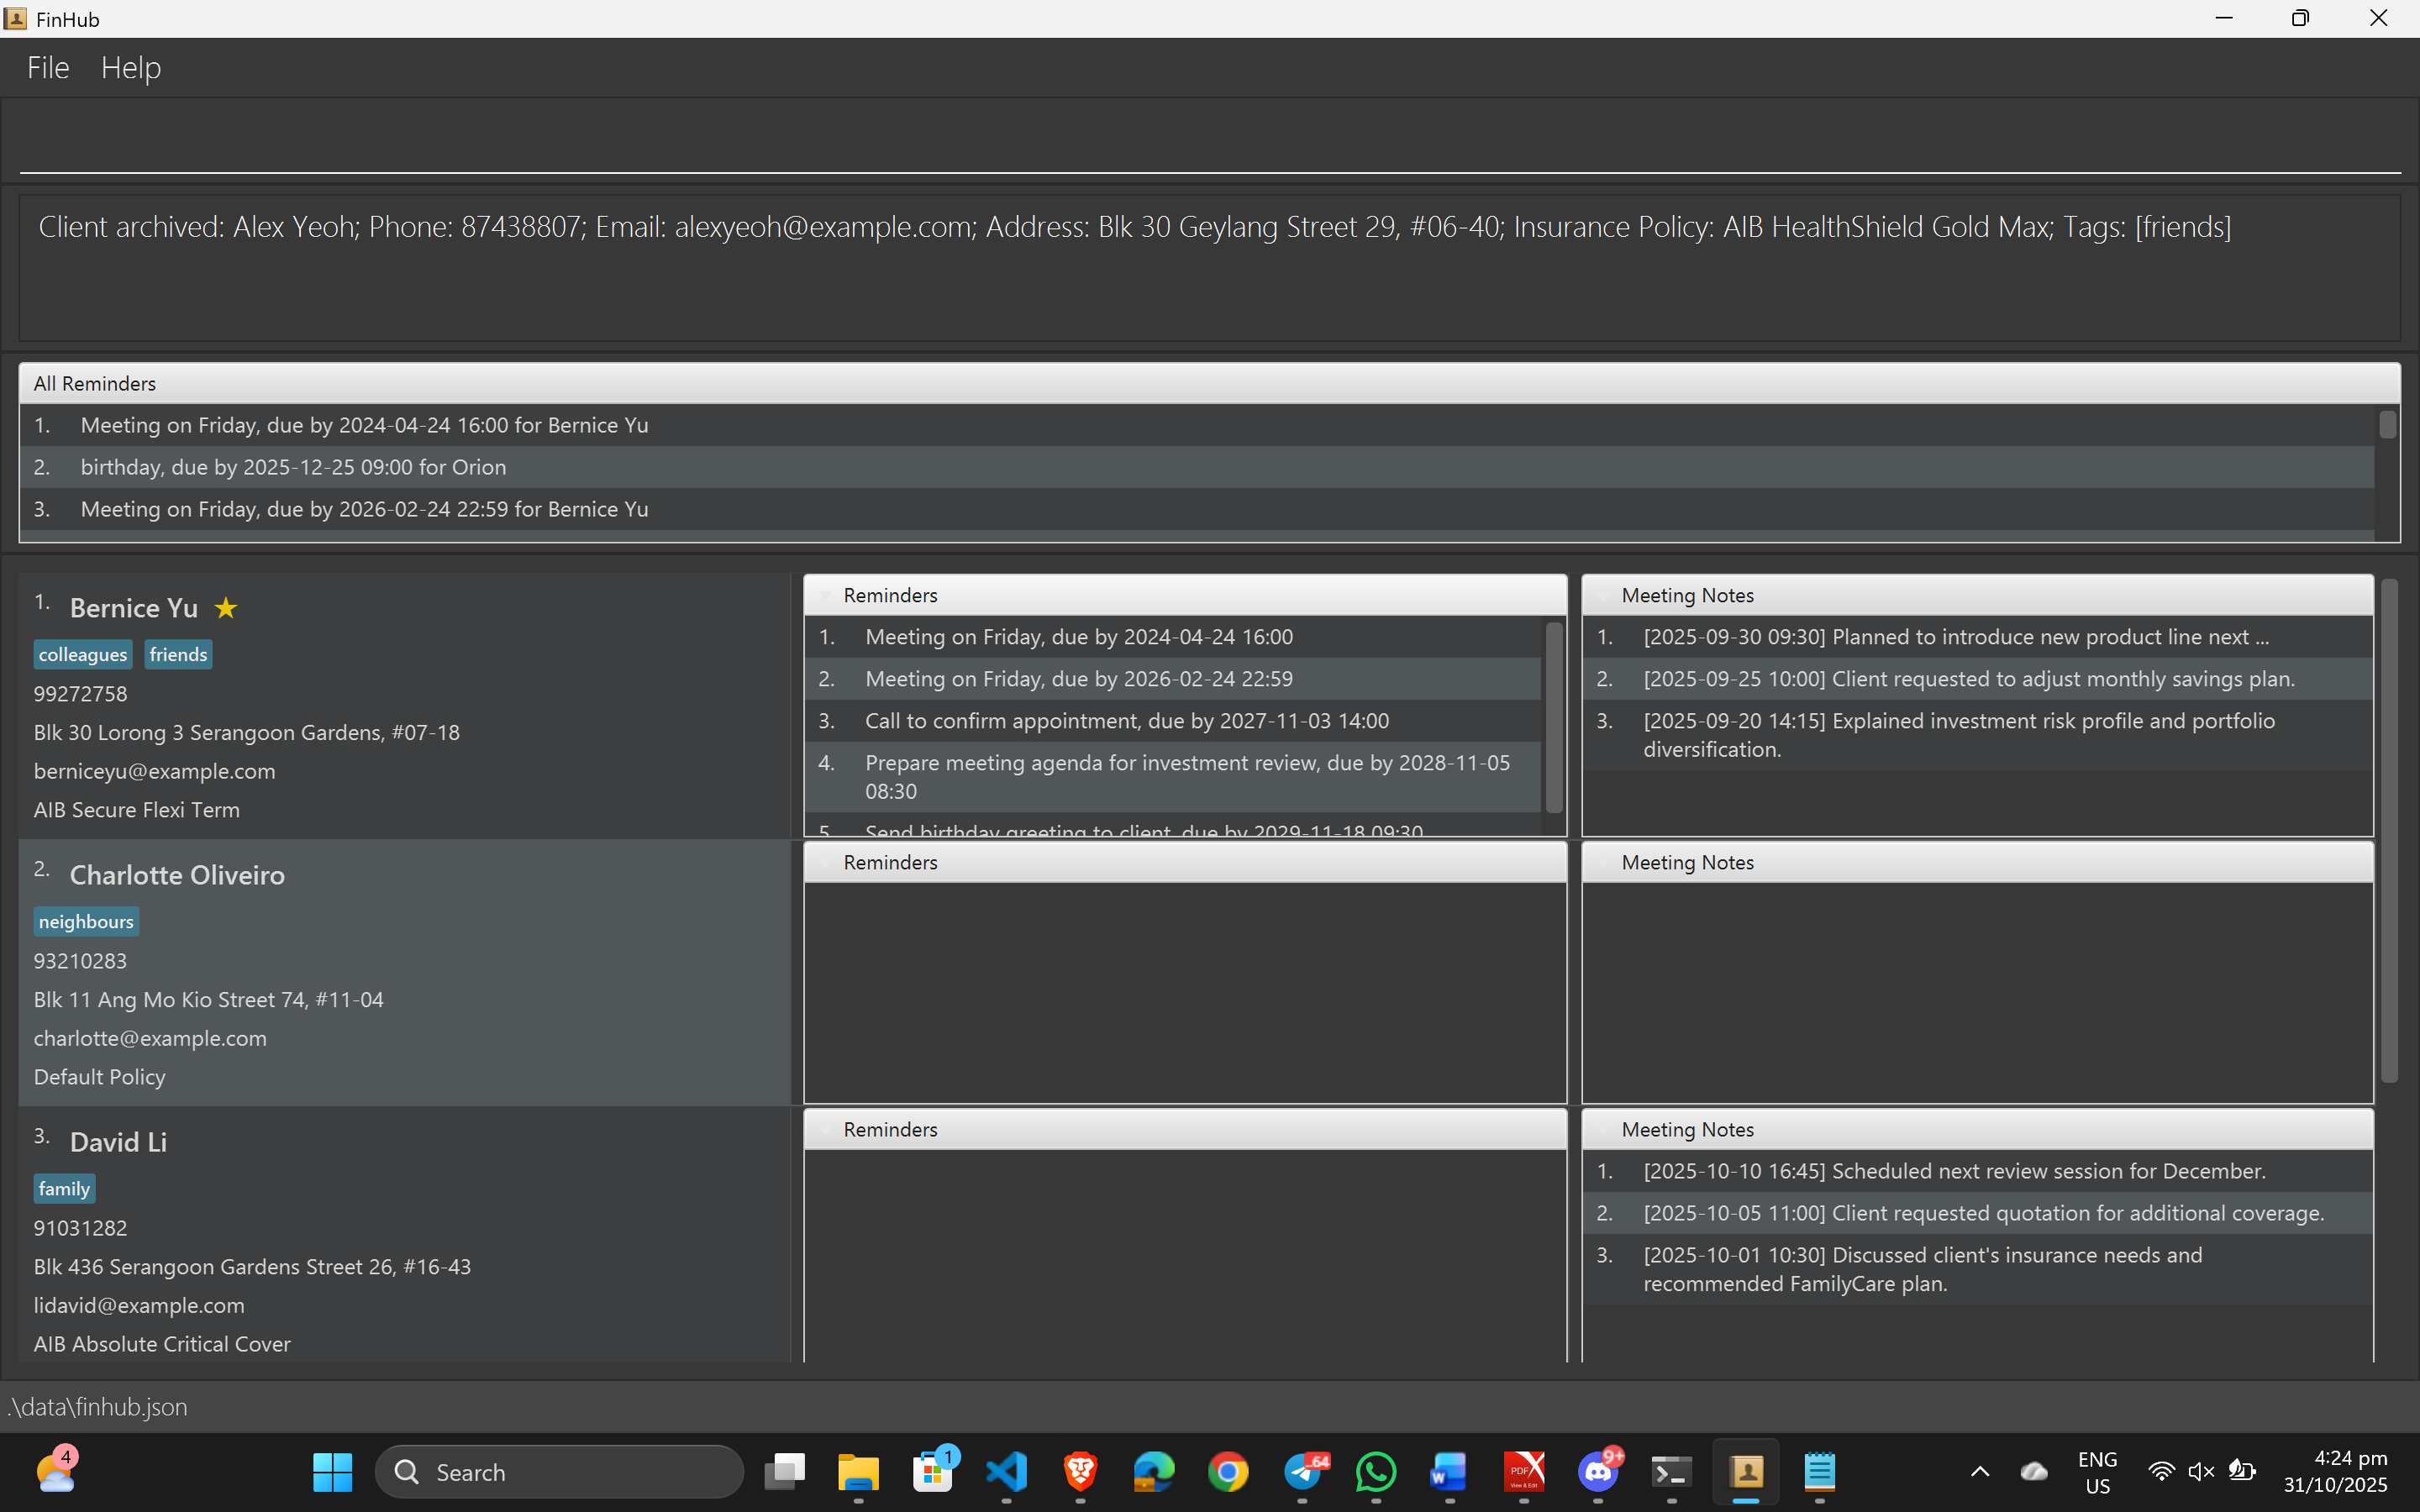 FinHub
File Help
Client archived: Alex Yeoh; Phone: 87438807; Email: alexyeoh@example.com; Address: Blk 30 Geylang Street 29, #06-40; Insurance Policy: AIB HealthShield Gold Max; Tags: [friends]
All Reminders
1. Meeting on Friday, due by 2024-04-24 16:00 for Bernice Yu
2. birthday, due by 2025-12-25 09:00 for Orion
3. Meeting on Friday, due by 2026-02-24 22:59 for Bernice Yu
1. Bernice Yu
colleagues friends
99272758
Blk 30 Lorong 3 Serangoon Gardens, #07-18
berniceyu@example.com
AIB Secure Flexi Term
Reminders
1. Meeting on Friday, due by 2024-04-24 16:00
2. Meeting on Friday, due by 2026-02-24 22:59
3. Call to confirm appointment, due by 2027-11-03 14:00
4. Prepare meeting agenda for investment review, due by 2028-11-05
08:30
5. Send birthday greeting to client, due by 2029-11-18 09:30
Meeting Notes
1. [2025-09-30 09:30] Planned to introduce new product line next ...
2. [2025-09-25 10:00] Client requested to adjust monthly savings plan.
3. [2025-09-20 14:15] Explained investment risk profile and portfolio
diversification.
2. Charlotte Oliveiro
neighbours
93210283
Blk 11 Ang Mo Kio Street 74, #11-04
charlotte@example.com
Default Policy
Reminders
Meeting Notes
3. David Li
family
91031282
Blk 436 Serangoon Gardens Street 26, #16-43
lidavid@example.com
AIB Absolute Critical Cover
Reminders
Meeting Notes
1. [2025-10-10 16:45] Scheduled next review session for December.
2. [2025-10-05 11:00] Client requested quotation for additional coverage.
3. [2025-10-01 10:30] Discussed client's insurance needs and
recommended FamilyCare plan.
.\data\finhub.json
4
Search
1
64
W
PDF
View & Edit
9+
ENG
US
4:24 pm
31/10/2025